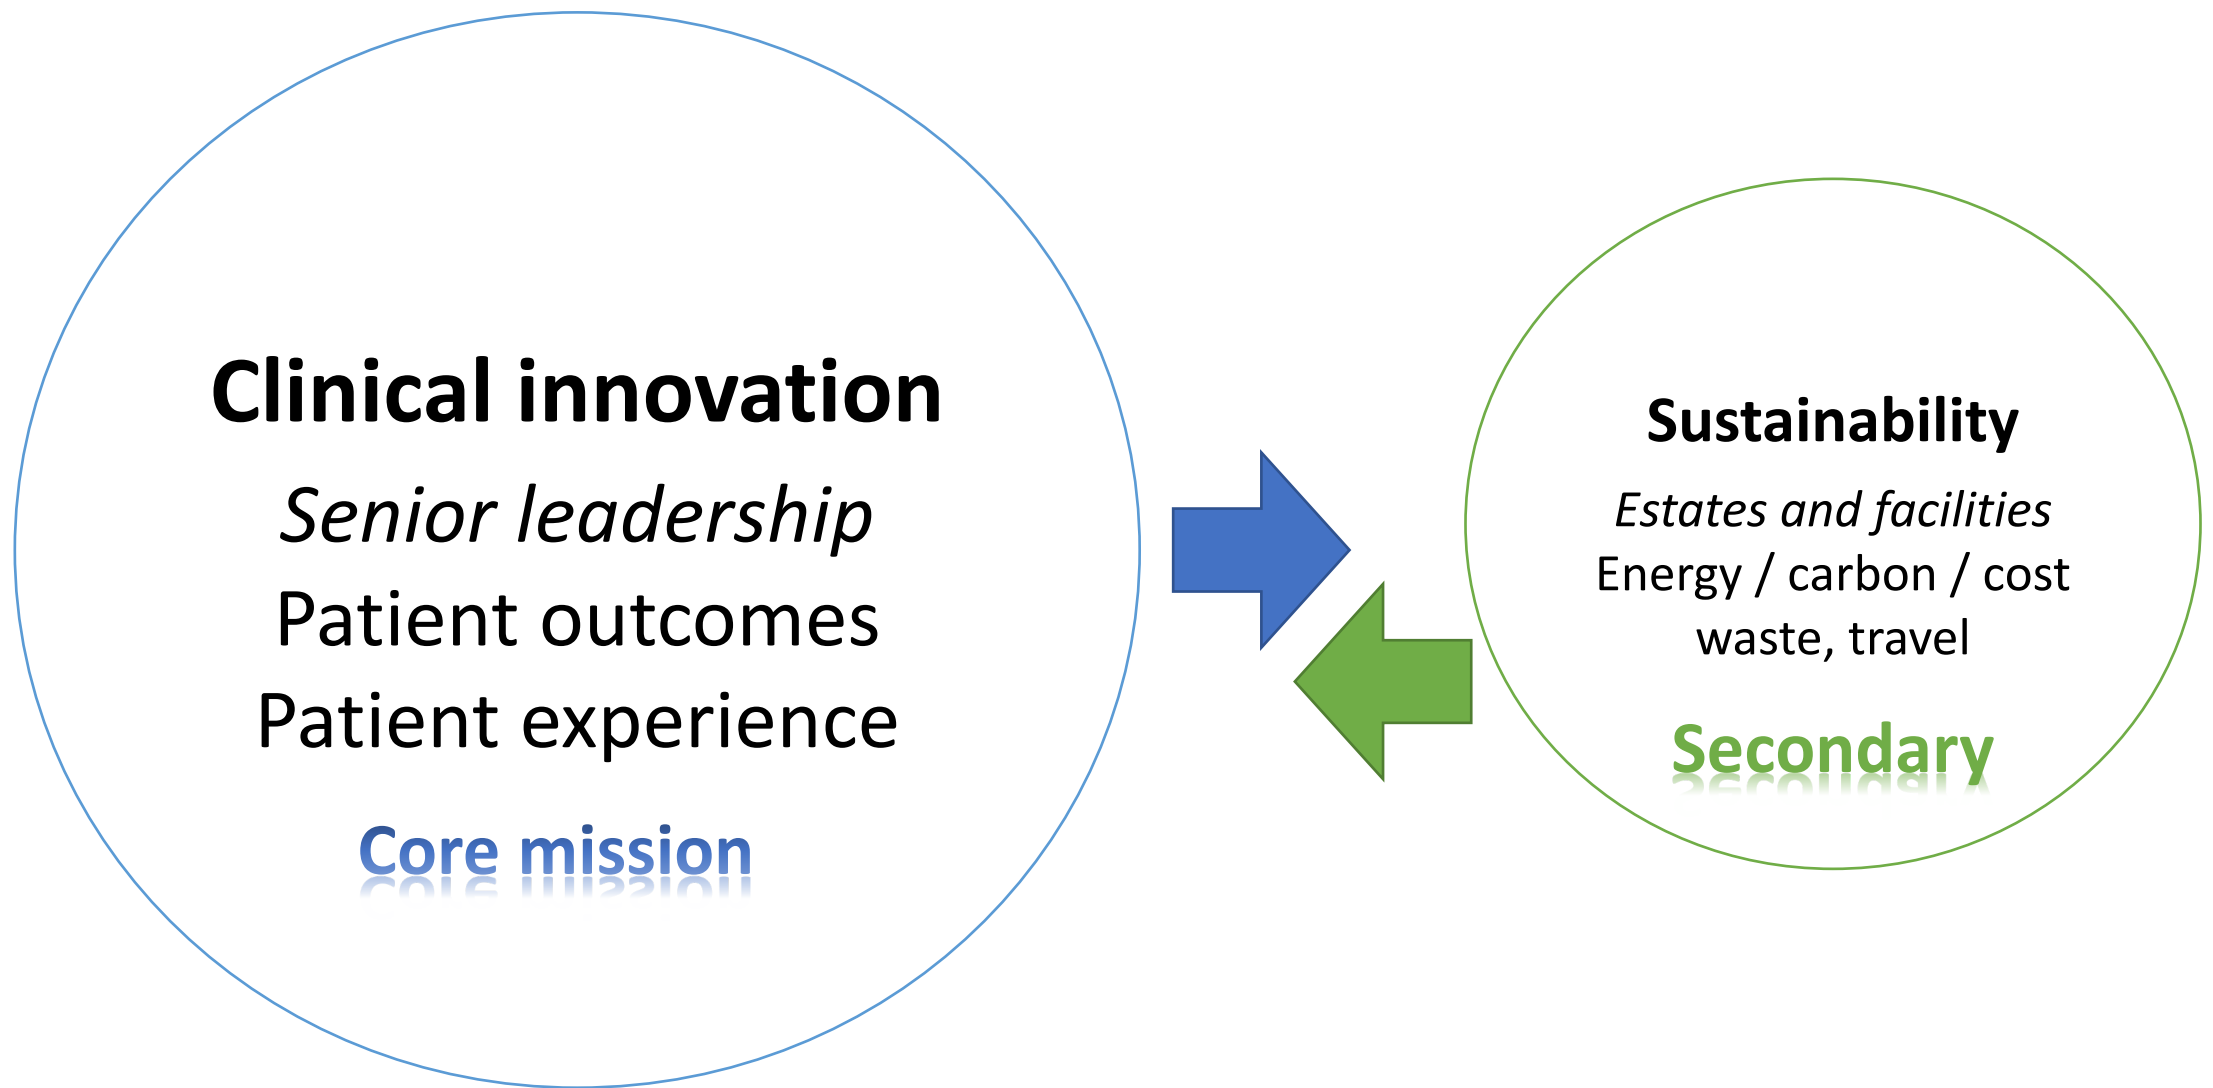 Clinical innovation
Senior leadership
Patient outcomes
Patient experience
Core mission
Sustainability
Estates and facilities
Energy / carbon / cost
waste, travel
Secondary